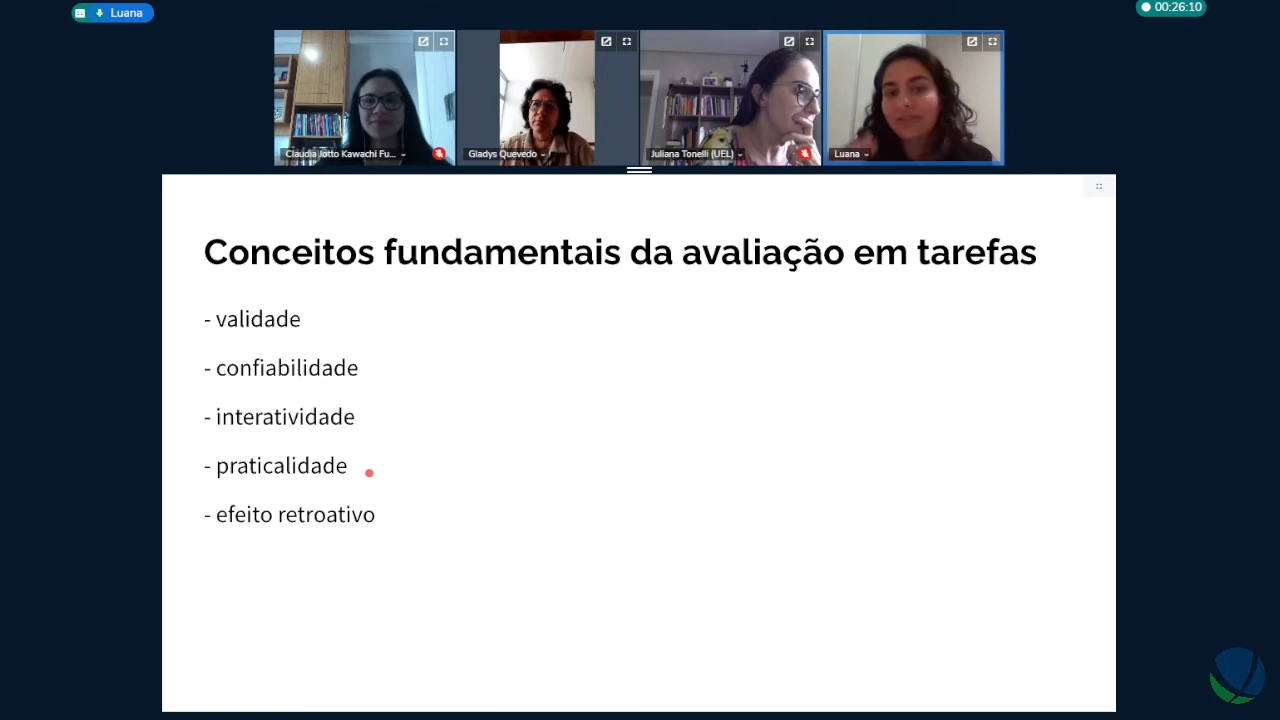 Luana
00:26:10
Claudia Jotto Kawachi Fu...
Gladys Quevedo
Juliana Tonelli (UEL)
Luana
Conceitos fundamentais da avaliação em tarefas
- validade
- confiabilidade
- interatividade
- praticalidade
- efeito retroativo